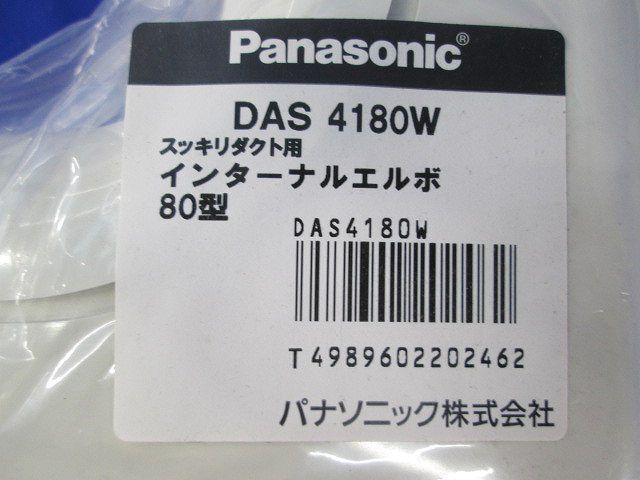 Panasonic®
DAS 4180W
スッキリダクト用
インターナルエルボ
80型
DAS4180W
T 4989602202462
パナソニック株式会社